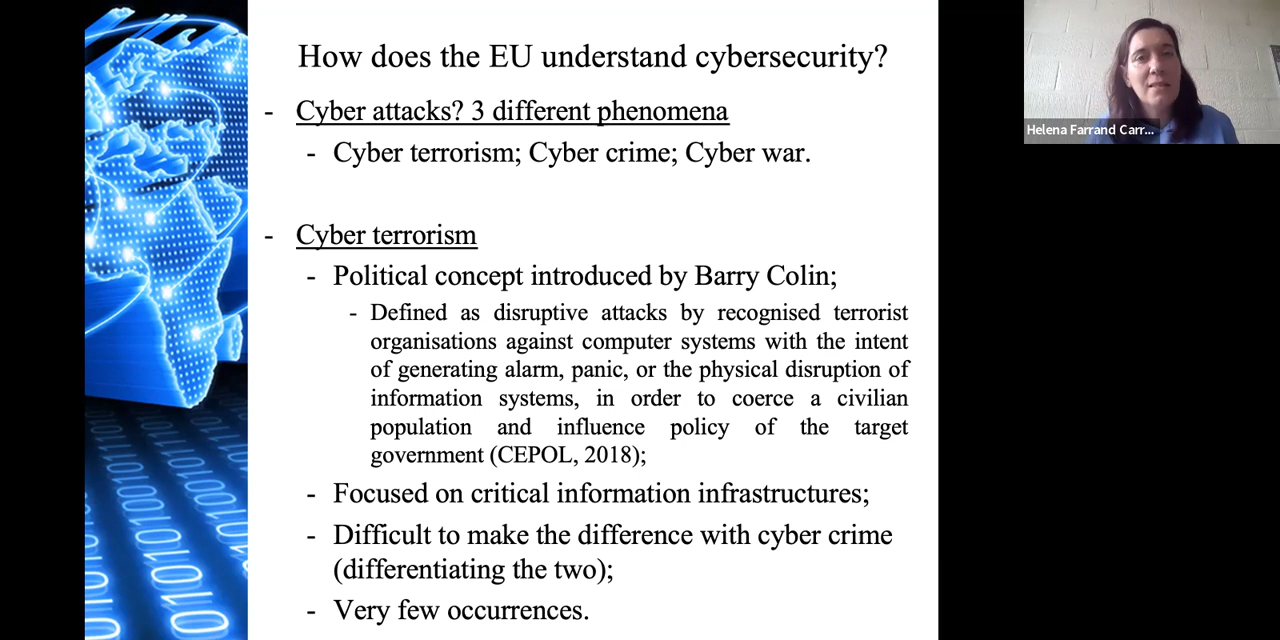 How does the EU understand cybersecurity?
- Cyber attacks? 3 different phenomena
- Cyber terrorism; Cyber crime; Cyber war.
- Cyber terrorism
- Political concept introduced by Barry Colin;
- Defined as disruptive attacks by recognised terrorist
organisations against computer systems with the intent
of generating alarm, panic, or the physical disruption of
information systems, in order to coerce a civilian
population and influence policy of the target
government (CEPOL, 2018);
- Focused on critical information infrastructures;
- Difficult to make the difference with cyber crime
(differentiating the two);
- Very few occurrences.
Helena Farrand Carr...